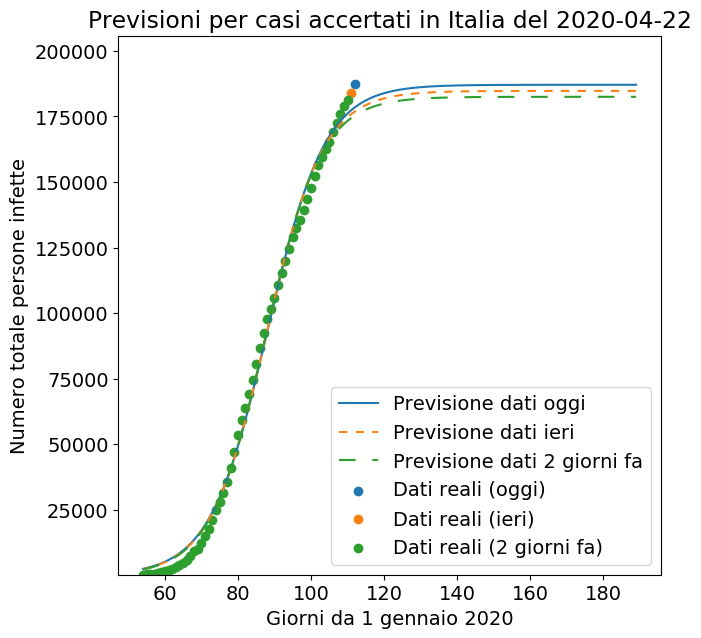 Previsioni per casi accertati in Italia del 2020-04-22
200000
175000
150000
125000
100000
75000
50000
25000
Numero totale persone infette
60 80 100 120 140 160 180
Giorni da 1 gennaio 2020
Previsione dati oggi
Previsione dati ieri
Previsione dati 2 giorni fa
Dati reali (oggi)
Dati reali (ieri)
Dati reali (2 giorni fa)